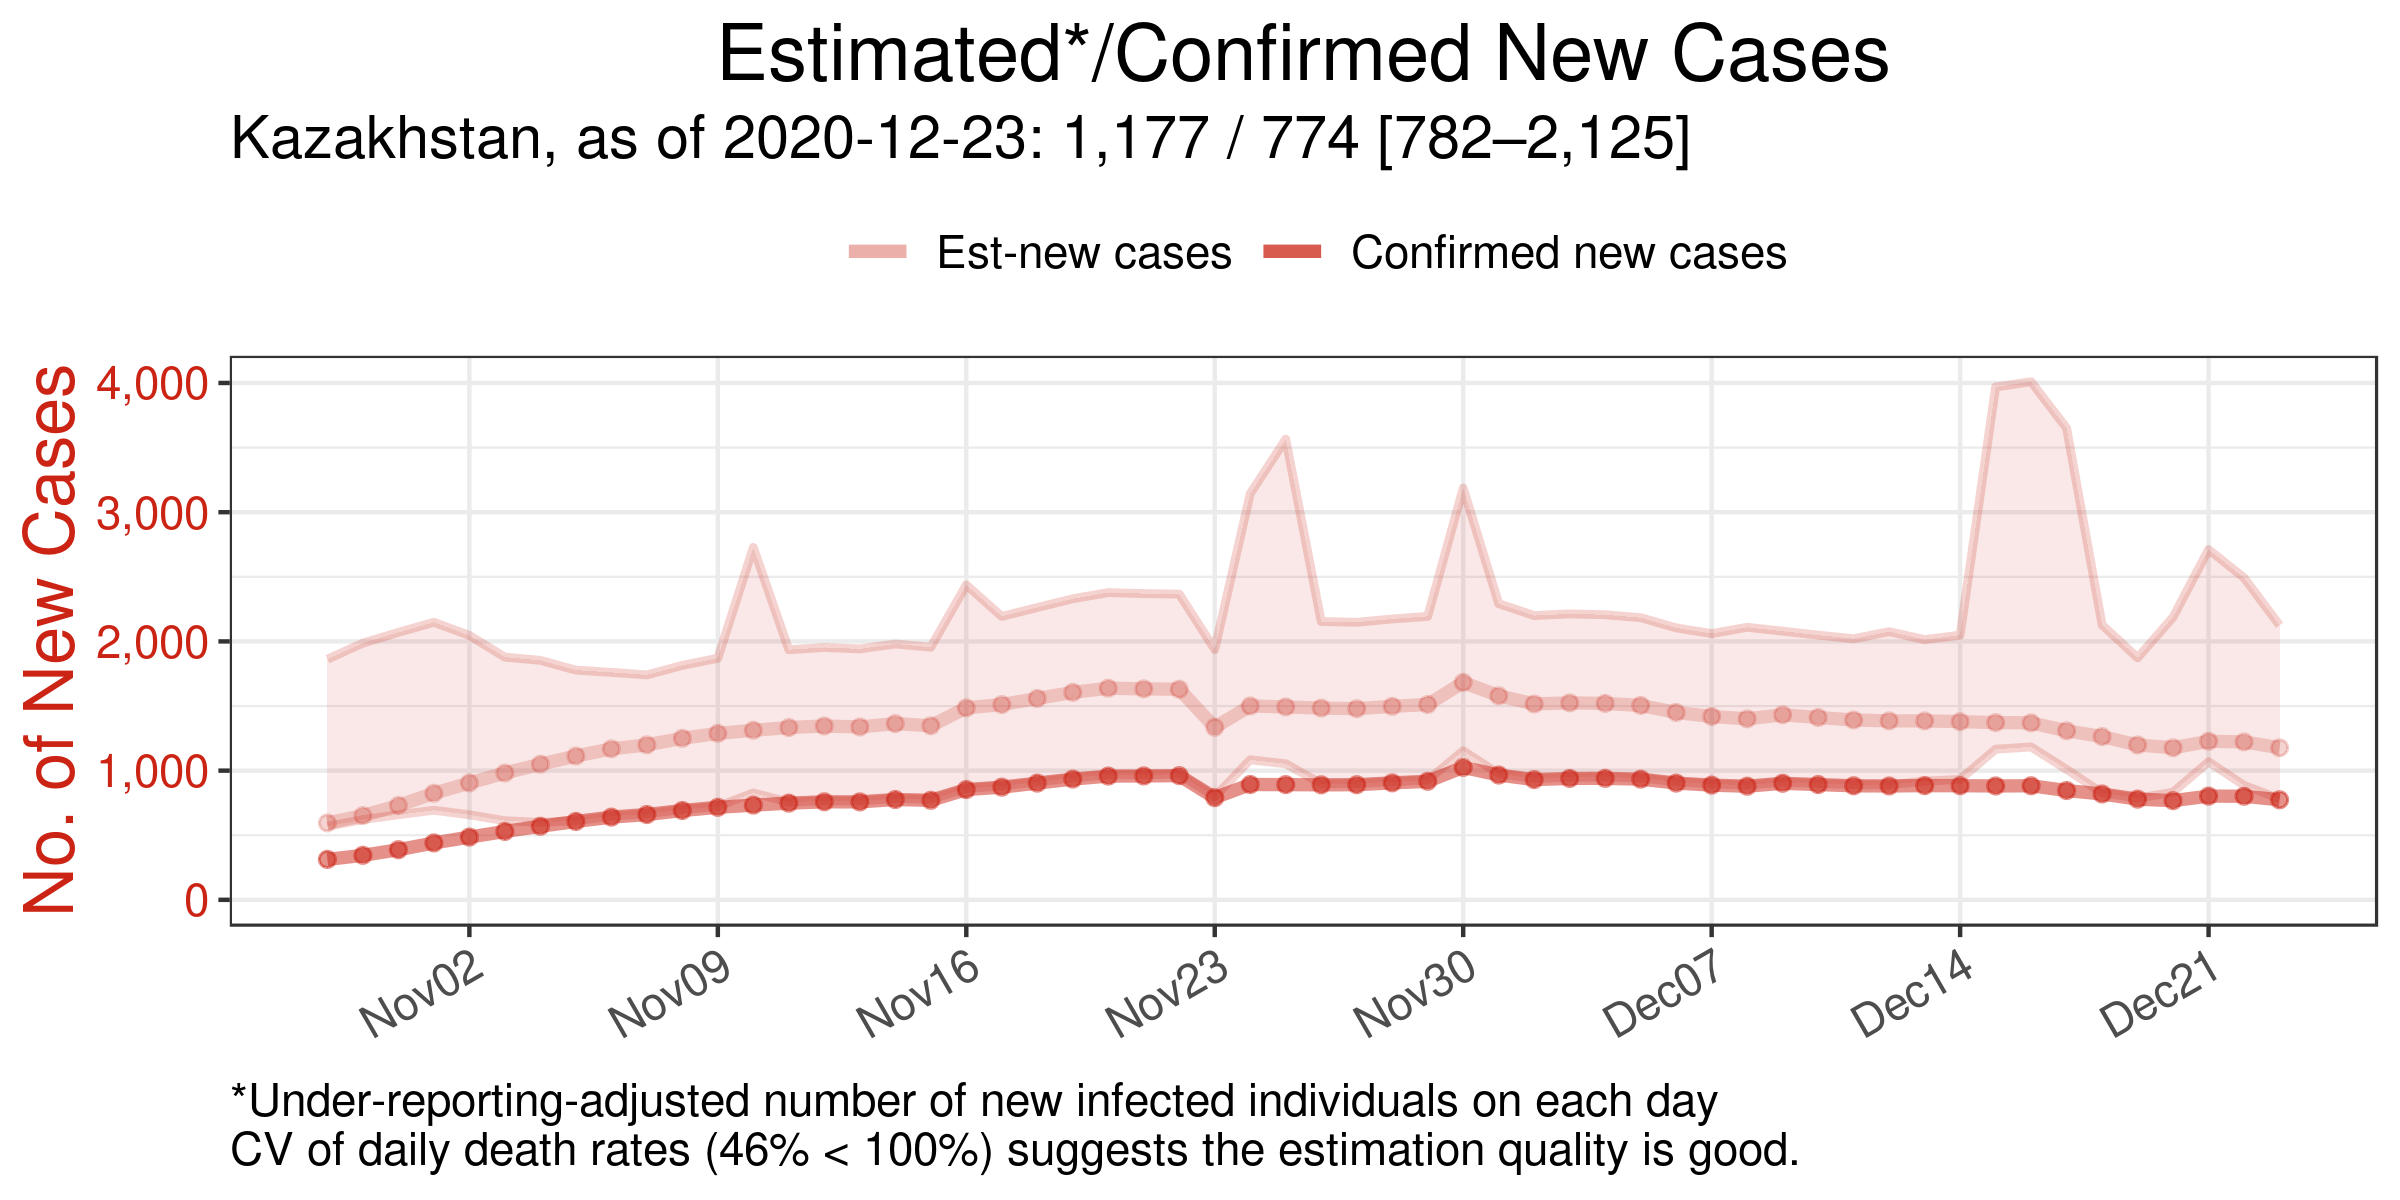 Estimated*/Confirmed New Cases
Kazakhstan, as of 2020-12-23: 1,177 / 774 [782–2,125]
Est-new cases Confirmed new cases
No. of New Cases
4,000
3,000
2,000
1,000
0
Nov02 Nov09 Nov16 Nov23 Nov30 Dec07 Dec14 Dec21
*Under-reporting-adjusted number of new infected individuals on each day
CV of daily death rates (46% < 100%) suggests the estimation quality is good.